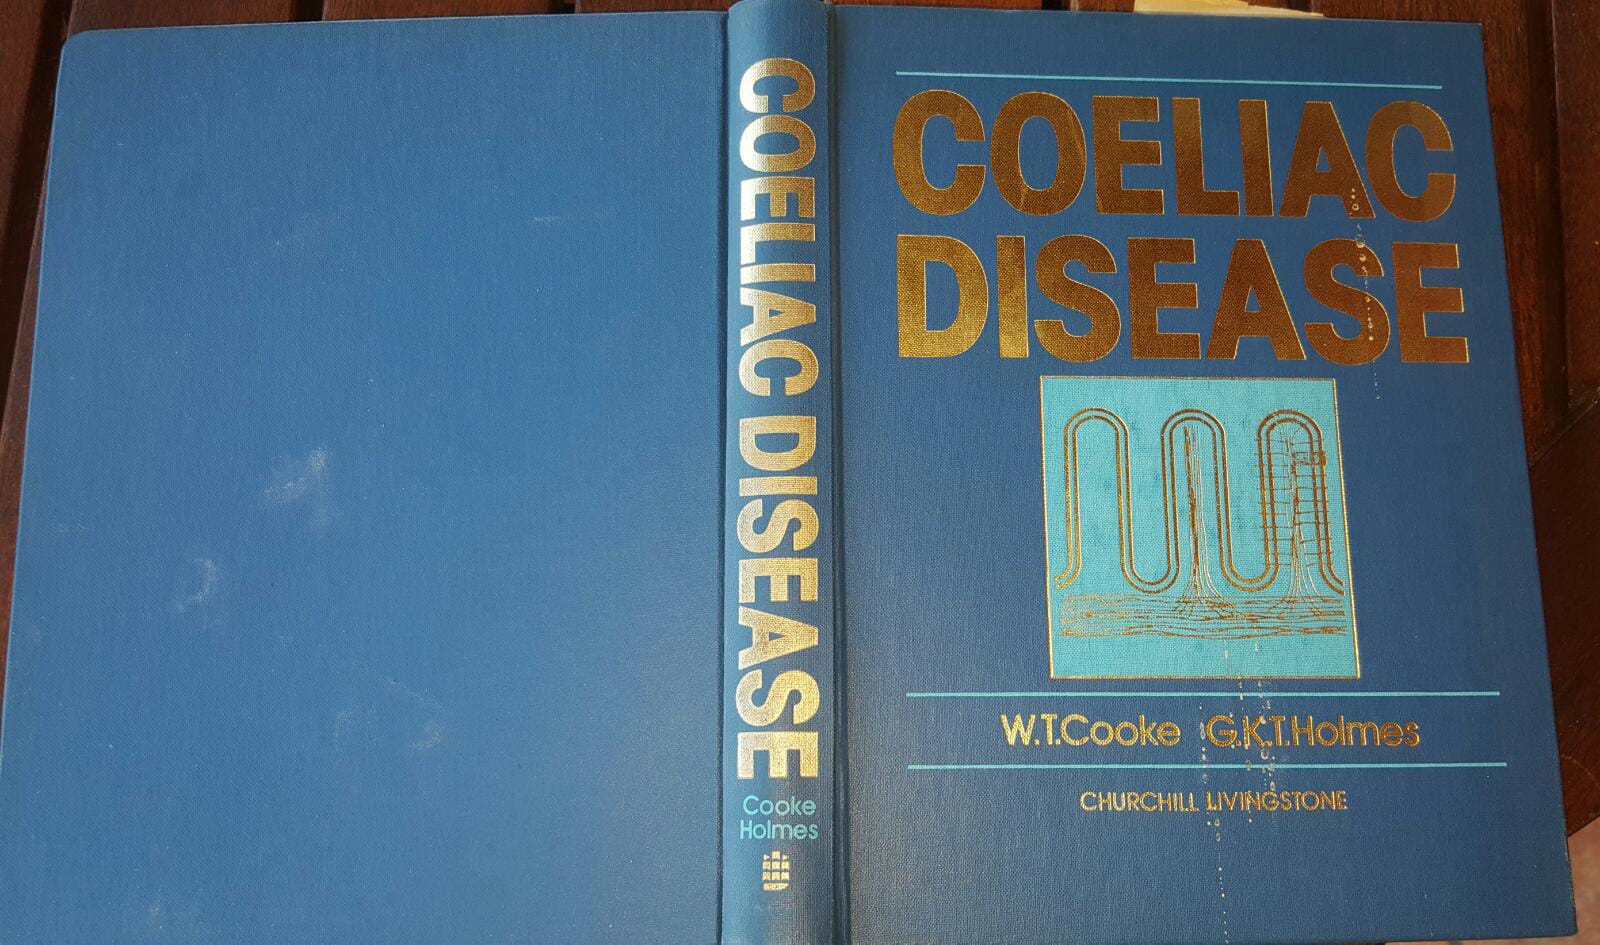 COELIAC DISEASE
Cooke
Holmes
COELIAC
DISEASE
W.T.Cooke G.K.T.Holmes
CHURCHILL LIVINGSTONE